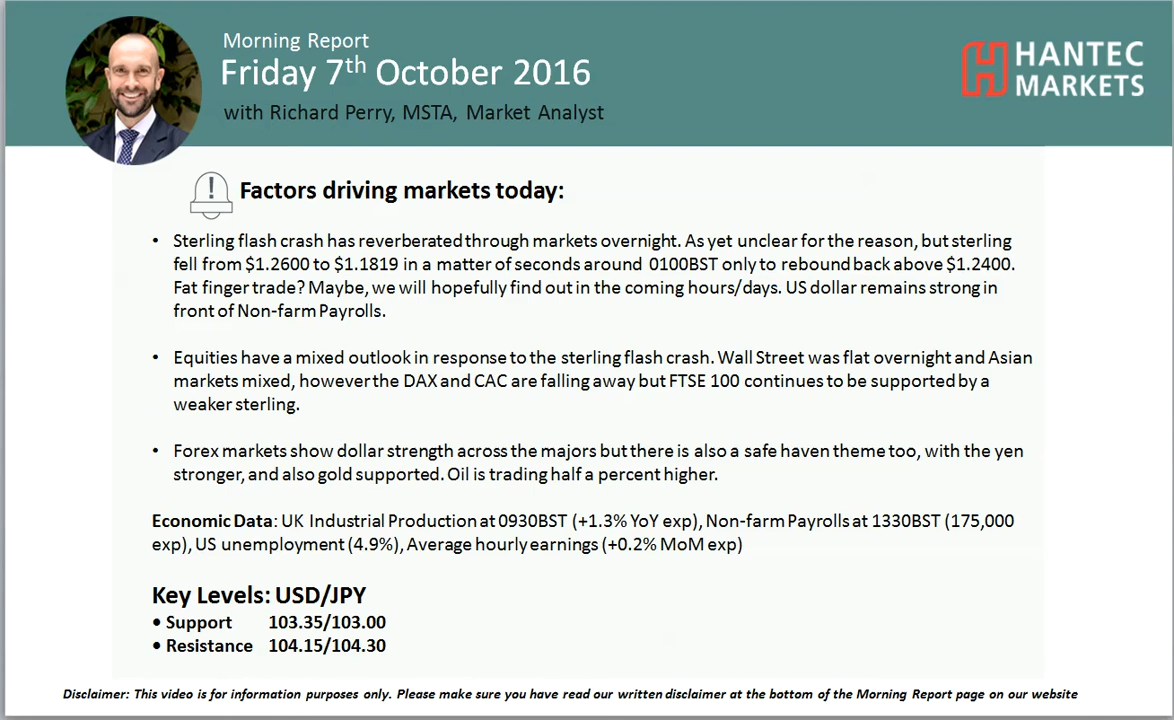 Morning Report
Friday 7th October 2016
with Richard Perry, MSTA, Market Analyst
HANTEC
MARKETS
! Factors driving markets today:
• Sterling flash crash has reverberated through markets overnight. As yet unclear for the reason, but sterling
fell from $1.2600 to $1.1819 in a matter of seconds around 0100BST only to rebound back above $1.2400.
Fat finger trade? Maybe, we will hopefully find out in the coming hours/days. US dollar remains strong in
front of Non-farm Payrolls.
• Equities have a mixed outlook in response to the sterling flash crash. Wall Street was flat overnight and Asian
markets mixed, however the DAX and CAC are falling away but FTSE 100 continues to be supported by a
weaker sterling.
• Forex markets show dollar strength across the majors but there is also a safe haven theme too, with the yen
stronger, and also gold supported. Oil is trading half a percent higher.
Economic Data: UK Industrial Production at 0930BST (+1.3% YoY exp), Non-farm Payrolls at 1330BST (175,000
exp), US unemployment (4.9%), Average hourly earnings (+0.2% MoM exp)
Key Levels: USD/JPY
• Support 103.35/103.00
• Resistance 104.15/104.30
Disclaimer: This video is for information purposes only. Please make sure you have read our written disclaimer at the bottom of the Morning Report page on our website